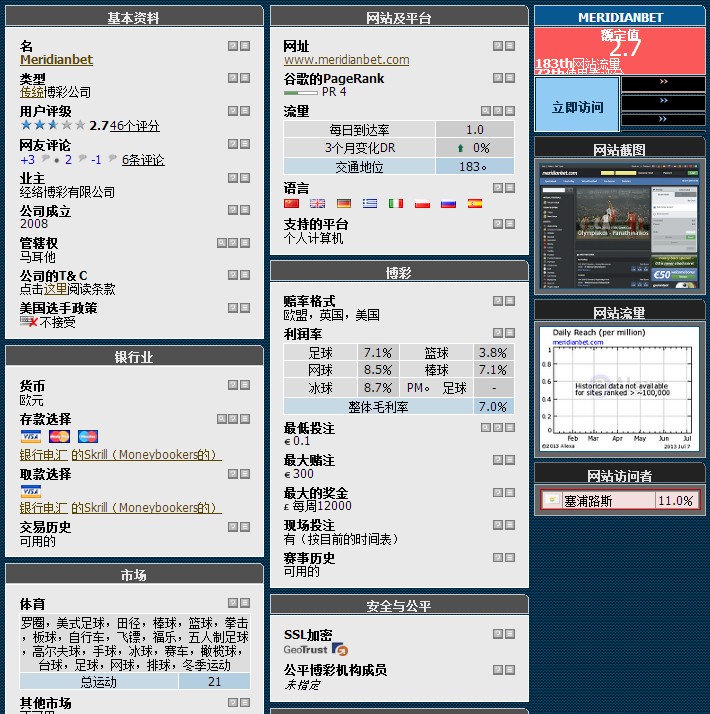 基本资料
名
Meridianbet
类型
传统博彩公司
用户评级
2.746个评分
网友评论
+3 2 -1 6条评论
业主
经络博彩有限公司
公司成立
2008
管辖权
马耳他
公司的T& C
点击这里阅读条款
美国选手政策
不接受
银行业
货币
欧元
存款选择
VISA
银行电汇 的Skrill（Moneybookers的）
取款选择
VISA
银行电汇 的Skrill（Moneybookers的）
交易历史
可用的
市场
体育
罗圈，美式足球，田径，棒球，篮球，拳击
，板球，自行车，飞镖，福乐，五人制足球
，高尔夫球，手球，冰球，赛车，橄榄球，
台球，足球，网球，排球，冬季运动
总运动 21
其他市场
网站及平台
网址
www.meridianbet.com
谷歌的PageRank
PR 4
流量
每日到达率 1.0
3个月变化DR 0%
交通地位 183。
语言
支持的平台
个人计算机
博彩
赔率格式
欧盟，英国，美国
利润率
足球 7.1% 篮球 3.8%
网球 8.5% 棒球 7.1%
冰球 8.7% PM。 足球 -
整体毛利率 7.0%
最低投注
€ 0.1
最大赌注
€ 300
最大的奖金
£ 每周12000
现场投注
有（按目前的时间表）
赛事历史
可用的
安全与公平
SSL加密
GeoTrust
公平博彩机构成员
未指定
MERIDIANBET
额定值
2.7
183th网站流量
立即访问
网站截图
meridianbet.com
Olympiakos - Panathinaikos
€50
网站流量
Daily Reach (per million)
meridianbet.com
1
0.8
0.6
0.4
0.2
0
Historical data not available
for sites ranked > ~100,000
Feb Mar Apr May Jun Jul
©2013 Alexa 2013 Jul 7
网站访问者
塞浦路斯 11.0%